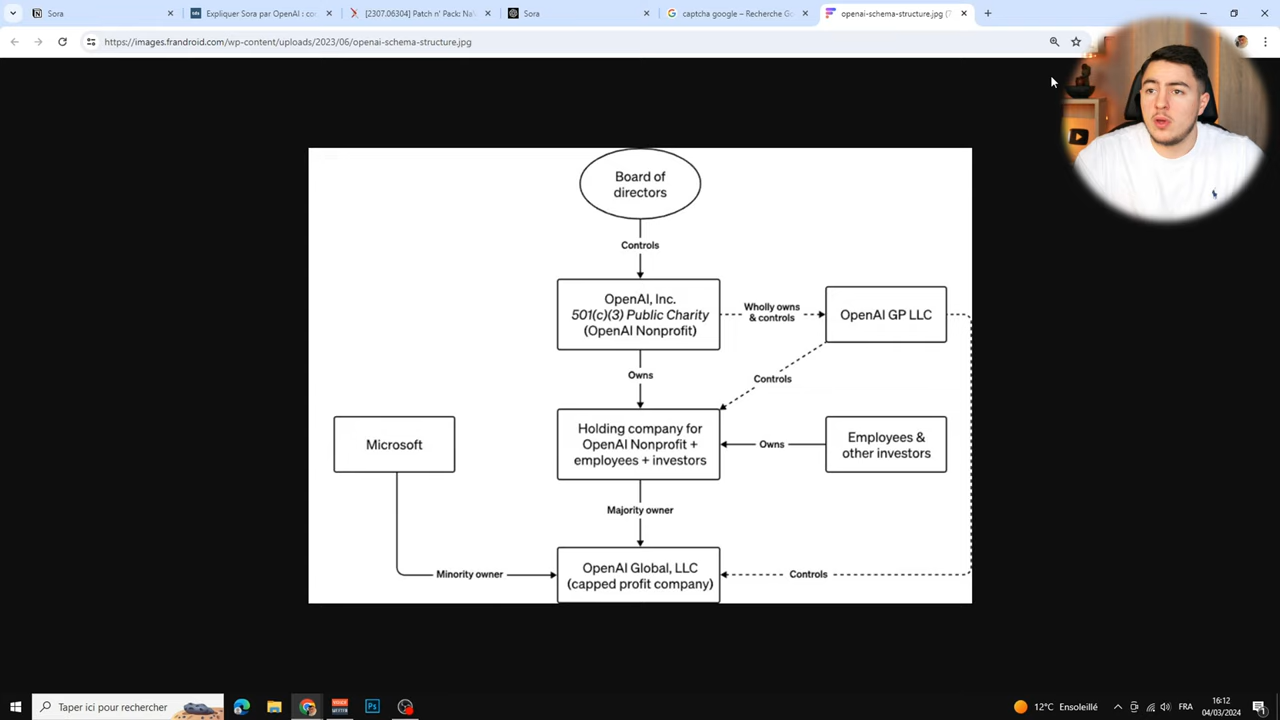 Sora
Expliquer Sora par OpenAI : co
[2307.06304] Patch n' Pack: Na
Sora
captcha google – Recherche Go
openai-schema-structure.jpg (
https://images.frandroid.com/wp-content/uploads/2023/06/openai-schema-structure.jpg
Board of
directors
Controls
OpenAI, Inc.
501(c)(3) Public Charity
(OpenAI Nonprofit)
Wholly owns
& controls
OpenAI GP LLC
Owns
Controls
Microsoft
Holding company for
OpenAI Nonprofit +
employees + investors
Owns
Employees &
other investors
Majority owner
Minority owner
OpenAI Global, LLC
(capped profit company)
Controls
Taper ici pour rechercher
Ps
12°C Ensoleillé
FRA
16:12
04/03/2024